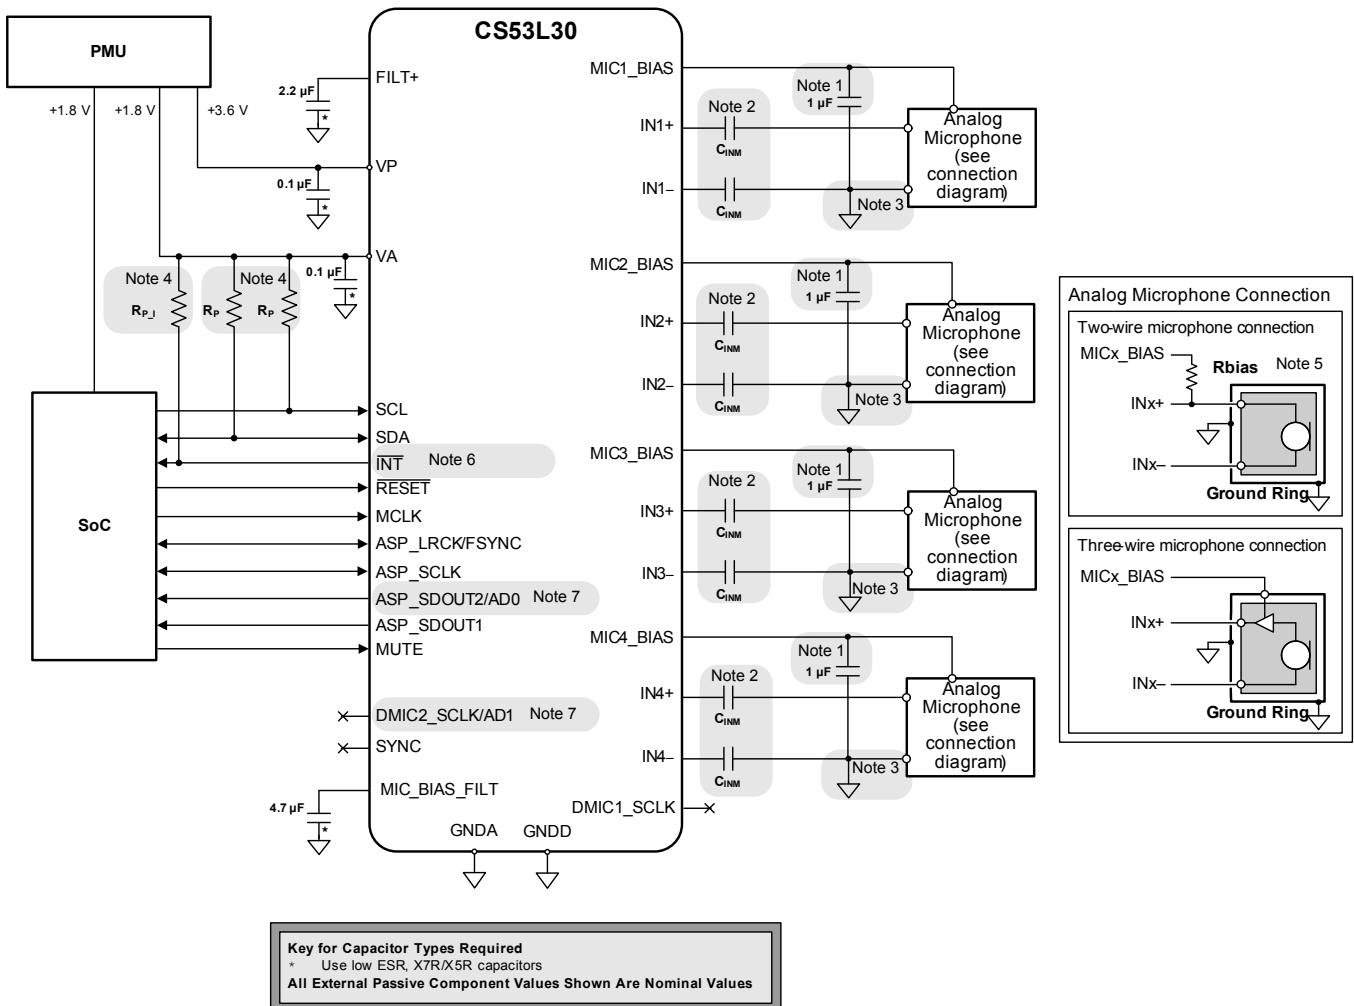 CS53L30
PMU
+1.8 V
+1.8 V
+3.6 V
FILT+
2.2 µF
*
VP
0.1 µF
*
VA
0.1 µF
*
Note 4
Note 4
RP_I
RP
RP
SoC
SCL
SDA
INT
Note 6
RESET
MCLK
ASP_LRCK/FSYNC
ASP_SCLK
ASP_SDOUT2/AD0
Note 7
ASP_SDOUT1
MUTE
DMIC2_SCLK/AD1
Note 7
SYNC
MIC_BIAS_FILT
4.7 µF
*
GNDA
GNDD
DMIC1_SCLK
MIC1_BIAS
Note 1
1 µF
Note 2
IN1+
CINM
IN1–
CINM
Note 3
Analog
Microphone
(see
connection
diagram)
MIC2_BIAS
Note 1
1 µF
Note 2
IN2+
CINM
IN2–
CINM
Note 3
Analog
Microphone
(see
connection
diagram)
MIC3_BIAS
Note 1
1 µF
Note 2
IN3+
CINM
IN3–
CINM
Note 3
Analog
Microphone
(see
connection
diagram)
MIC4_BIAS
Note 1
1 µF
Note 2
IN4+
CINM
IN4–
CINM
Note 3
Analog
Microphone
(see
connection
diagram)
Analog Microphone Connection
Two-wire microphone connection
MICx_BIAS
Rbias
Note 5
INx+
INx–
Ground Ring
Three-wire microphone connection
MICx_BIAS
INx+
INx–
Ground Ring
Key for Capacitor Types Required
* Use low ESR, X7R/X5R capacitors
All External Passive Component Values Shown Are Nominal Values